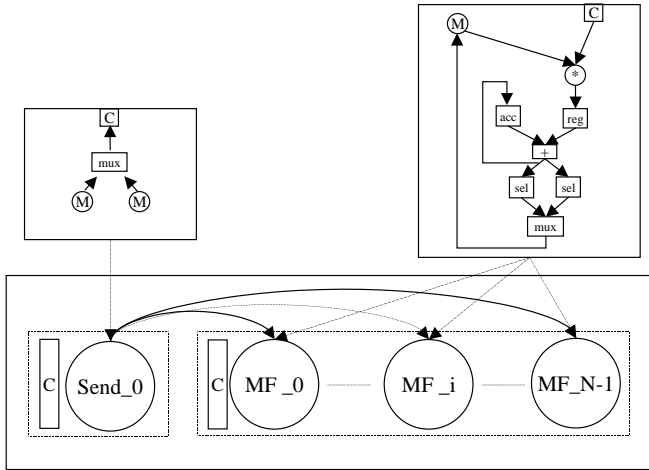 C
mux
M M
M
C
*
acc
reg
+
sel
sel
mux
C
Send_0
C
MF _0
MF _i
MF_N-1